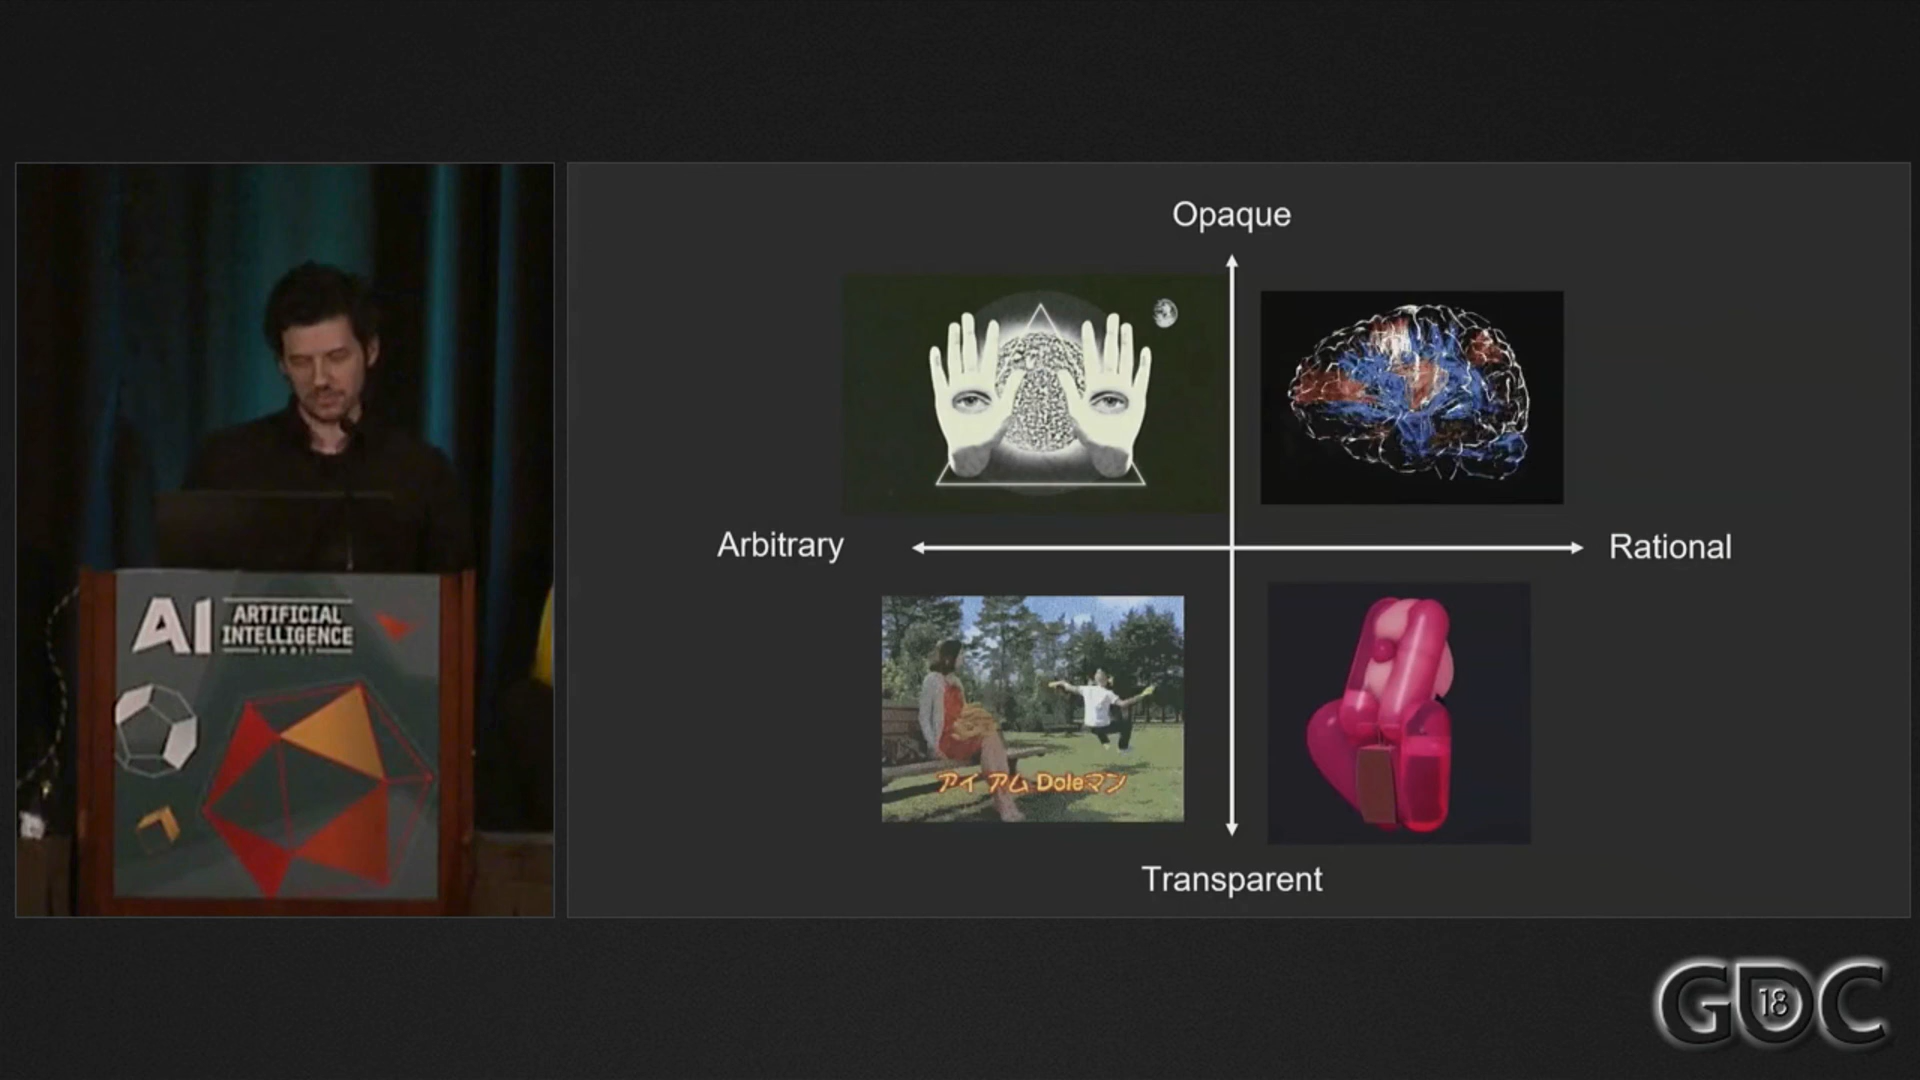 Opaque
Arbitrary
Rational
アイ アム Doleマン
Transparent
AI
ARTIFICIAL
INTELLIGENCE
SUMMIT
GDC
18